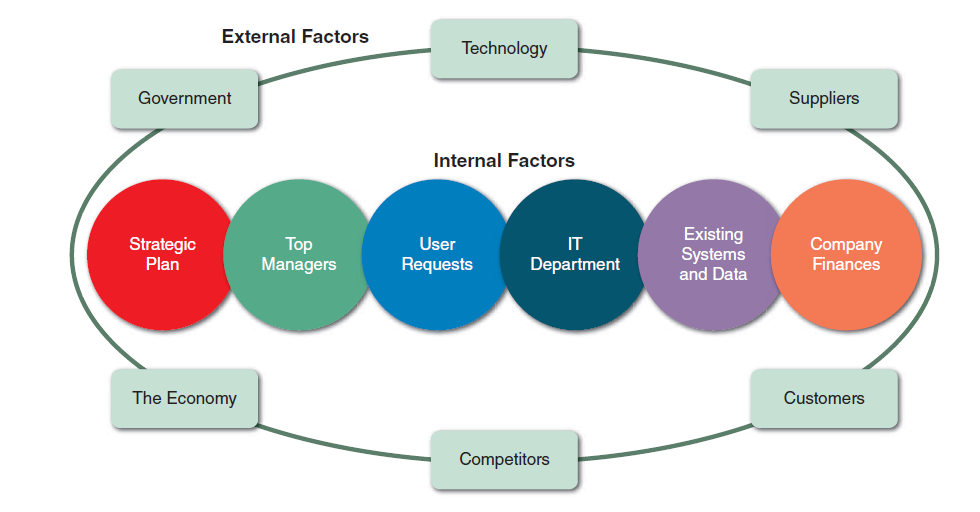 External Factors
Technology
Government
Suppliers
Internal Factors
Strategic
Plan
Top
Managers
User
Requests
IT
Department
Existing
Systems
and Data
Company
Finances
The Economy
Customers
Competitors